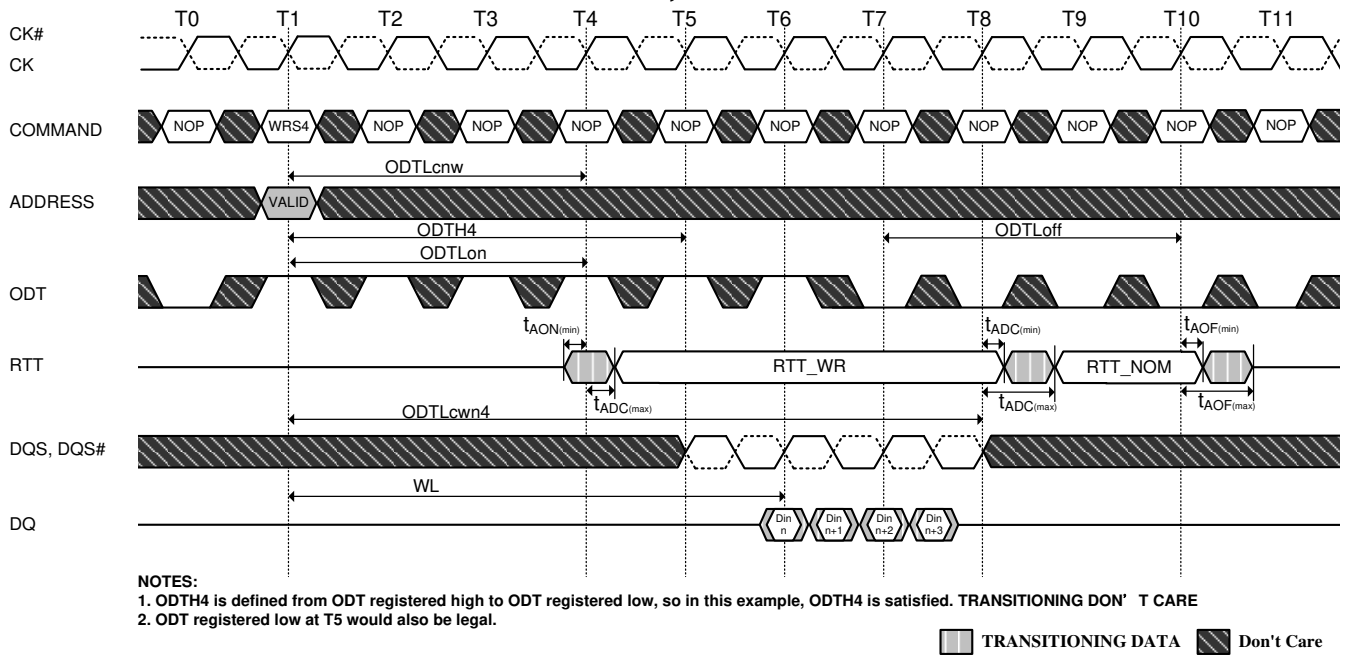 T0 T1 T2 T3 T4 T5 T6 T7 T8 T9 T10 T11
CK#
CK
COMMAND NOP WRS4 NOP NOP NOP NOP NOP NOP NOP NOP NOP NOP
ODTLcnw
ADDRESS VALID
ODTH4 ODTLoff
ODTLon
ODT
tAON(min) tADC(min) tAOF(min)
RTT RTT_WR RTT_NOM
tADC(max) tADC(max) tAOF(max)
ODTLcwn4
DQS, DQS#
WL
DQ Din n Din n+1 Din n+2 Din n+3
NOTES:
1. ODTH4 is defined from ODT registered high to ODT registered low, so in this example, ODTH4 is satisfied. TRANSITIONING DON' T CARE
2. ODT registered low at T5 would also be legal.
TRANSITIONING DATA Don't Care